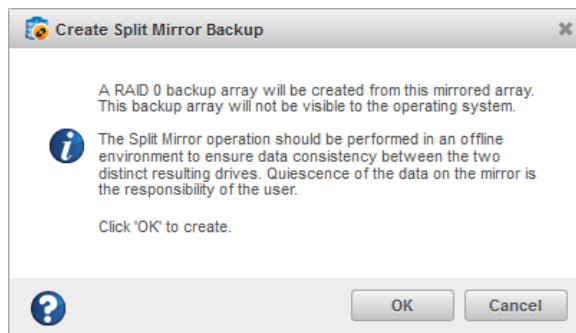 Create Split Mirror Backup
A RAID 0 backup array will be created from this mirrored array.
This backup array will not be visible to the operating system.
The Split Mirror operation should be performed in an offline
environment to ensure data consistency between the two
distinct resulting drives. Quiescence of the data on the mirror is
the responsibility of the user.
Click 'OK' to create.
OK
Cancel